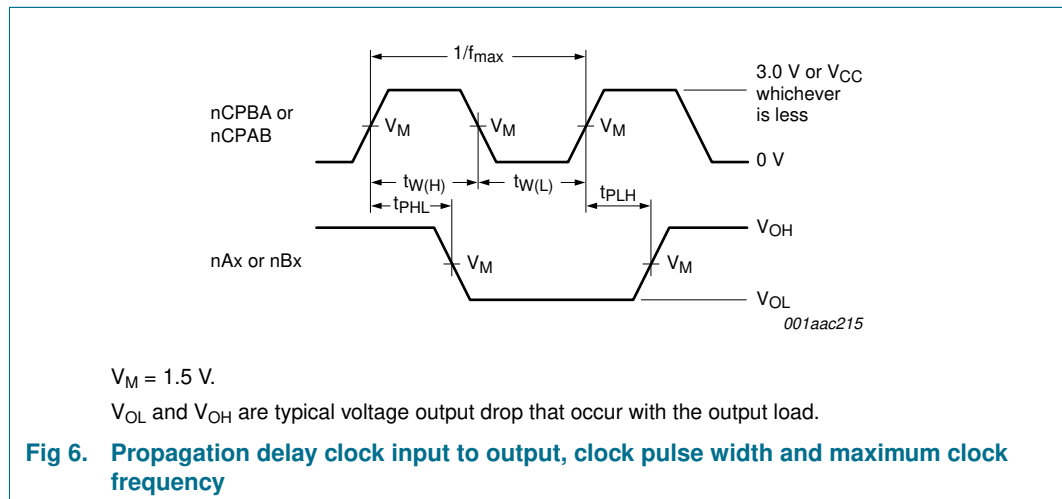 1/fmax
3.0 V or VCC
whichever
is less
nCPBA or
nCPAB
VM
VM
VM
0 V
tW(H)
tW(L)
tPHL
tPLH
VOH
nAx or nBx
VM
VM
VOL
001aac215
VM = 1.5 V.
VOL and VOH are typical voltage output drop that occur with the output load.
Fig 6. Propagation delay clock input to output, clock pulse width and maximum clock
frequency